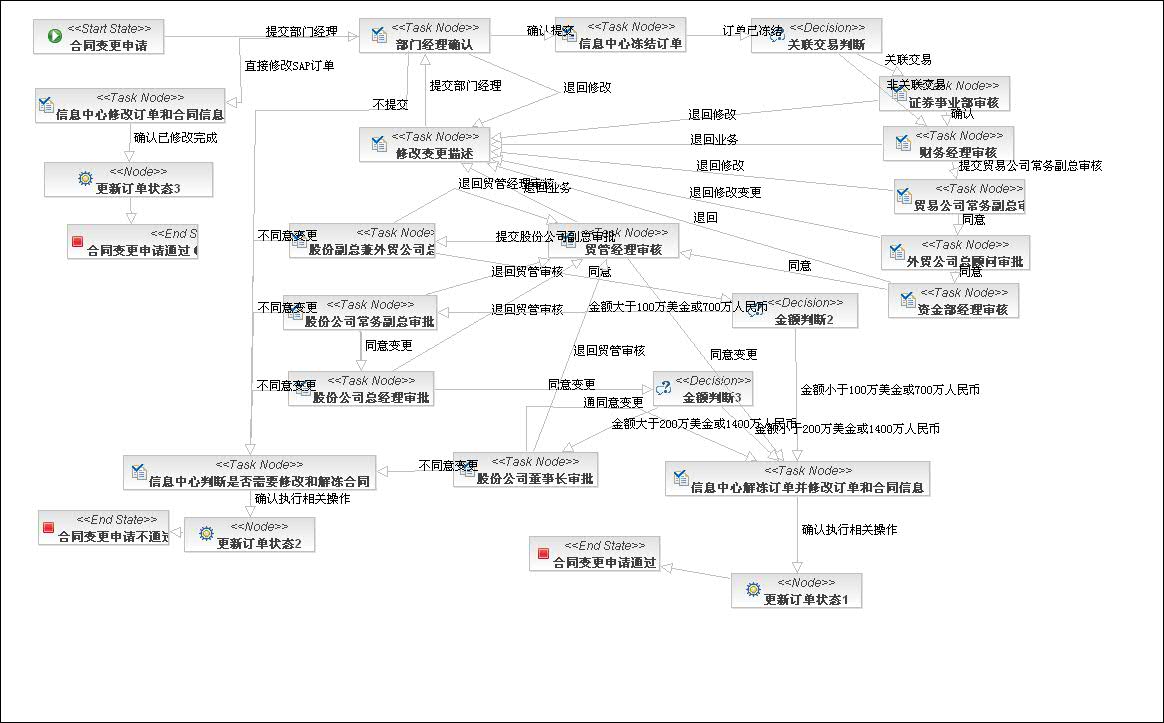 <<Start State>>
合同变更申请
提交部门经理
<<Task Node>>
部门经理确认
确认提交
<<Task Node>>
信息中心冻结订单
订单已冻结
<<Decision>>
关联交易判断
直接修改SAP订单
关联交易
非关联交易
Task Node>>
证券事业部审核
确认
<<Task Node>>
信息中心修改订单和合同信息
不提交
提交部门经理
退回修改
退回修改
确认已修改完成
<<Task Node>>
修改变更描述
退回业务
<<Task Node>>
财务经理审核
提交贸易公司常务副总审核
<<Node>>
更新订单状态3
退回修改
<<Task Node>>
贸易公司常务副总审
退回贸管经理审核
退回业务
退回修改变更
退回
同意
<<End S
合同变更申请通过
不同意变更
<<Task Node
股份副总兼外贸公司总
提交股份公司副总审批
<<Task Node>>
贸管经理审核
<<Task Node>>
外贸公司总顾问审批
同意
同意
退回贸管审核
同意
<<Task Node>>
资金部经理审核
不同意变更
<<Task Node>>
股份公司常务副总审批
退回贸管审核
金额大于100万美金或700万人民币
<<Decision>>
金额判断2
同意变更
退回贸管审核
同意变更
不同意变更
<<Task Node>>
股份公司总经理审批
同意变更
<<Decision>>
金额判断3
金额小于100万美金或700万人民币
通同意变更
金额大于200万美金或1400万人民币
金额小于200万美金或1400万人民币
<<Task Node>>
信息中心判断是否需要修改和解冻合同
不同意变更
<<Task Node>>
股份公司董事长审批
<<Task Node>>
信息中心解冻订单并修改订单和合同信息
确认执行相关操作
<<End State>>
合同变更申请不通过
<<Node>>
更新订单状态2
确认执行相关操作
<<End State>>
合同变更申请通过
<<Node>>
更新订单状态1